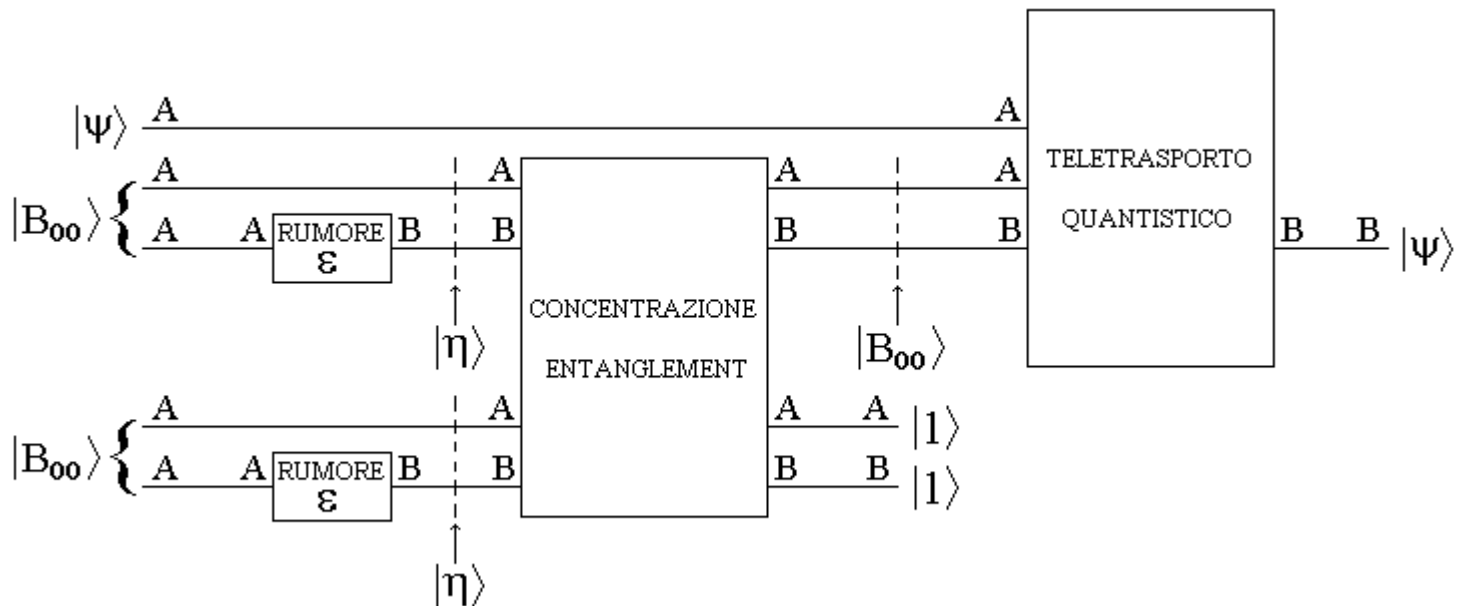 |ψ⟩ A A
A A A A
|B₀₀⟩
A A RUMORE ε B B B B B B |ψ⟩
TELETRASPORTO
QUANTISTICO
CONCENTRAZIONE
ENTANGLEMENT
|η⟩ |B₀₀⟩
A A A A |1⟩
|B₀₀⟩
A A RUMORE ε B B B B |1⟩
|η⟩